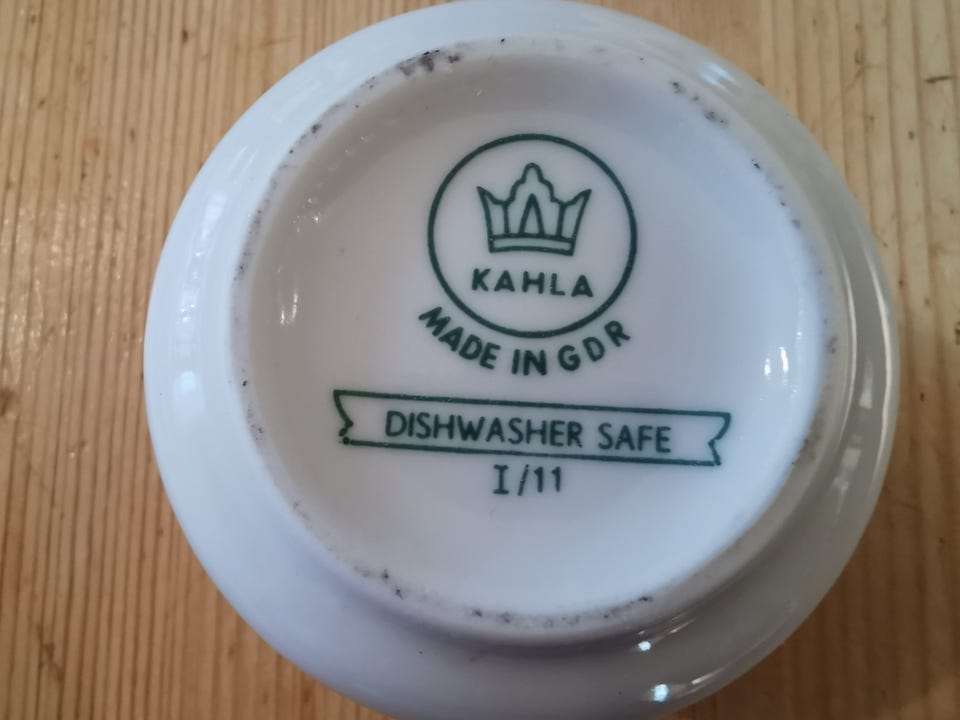 KAHLA
MADE IN GDR
DISHWASHER SAFE
I/11